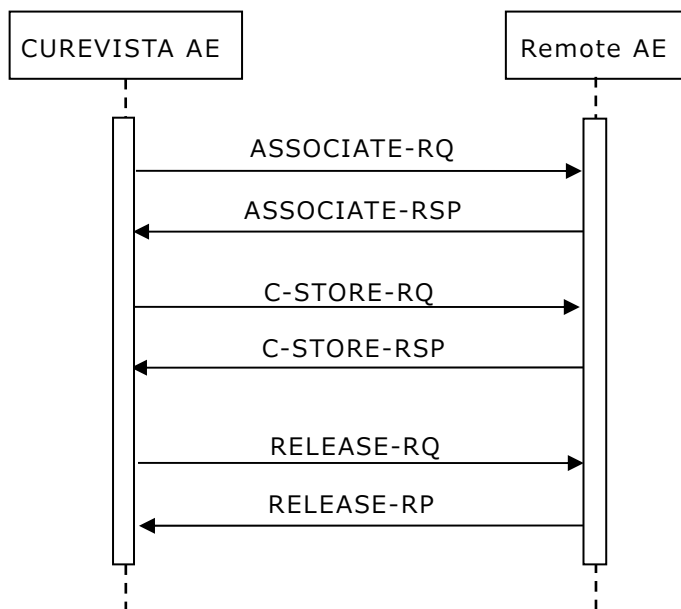 CUREVISTA AE
Remote AE
ASSOCIATE-RQ
ASSOCIATE-RSP
C-STORE-RQ
C-STORE-RSP
RELEASE-RQ
RELEASE-RP